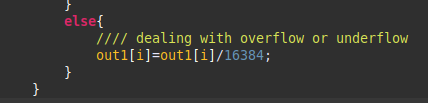 }
else{
//// dealing with overflow or underflow
out1[i]=out1[i]/16384;
}
}